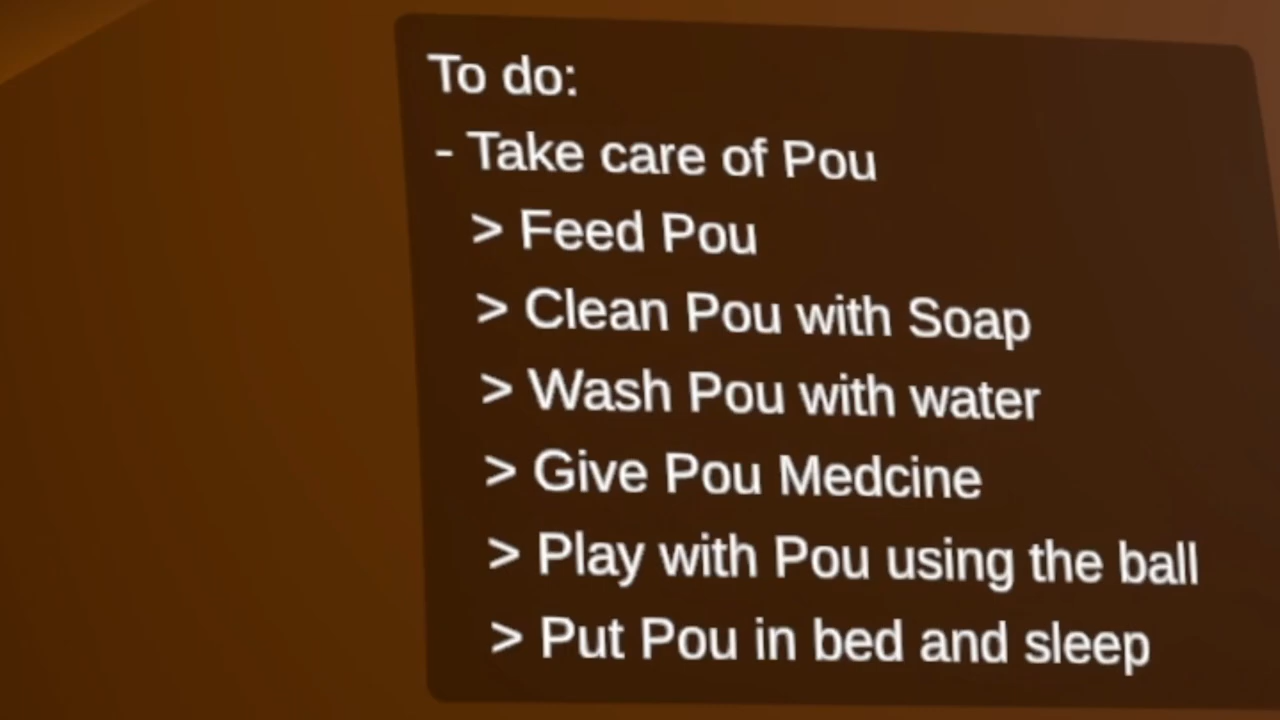 To do:
- Take care of Pou
> Feed Pou
> Clean Pou with Soap
> Wash Pou with water
> Give Pou Medcine
> Play with Pou using the ball
> Put Pou in bed and sleep